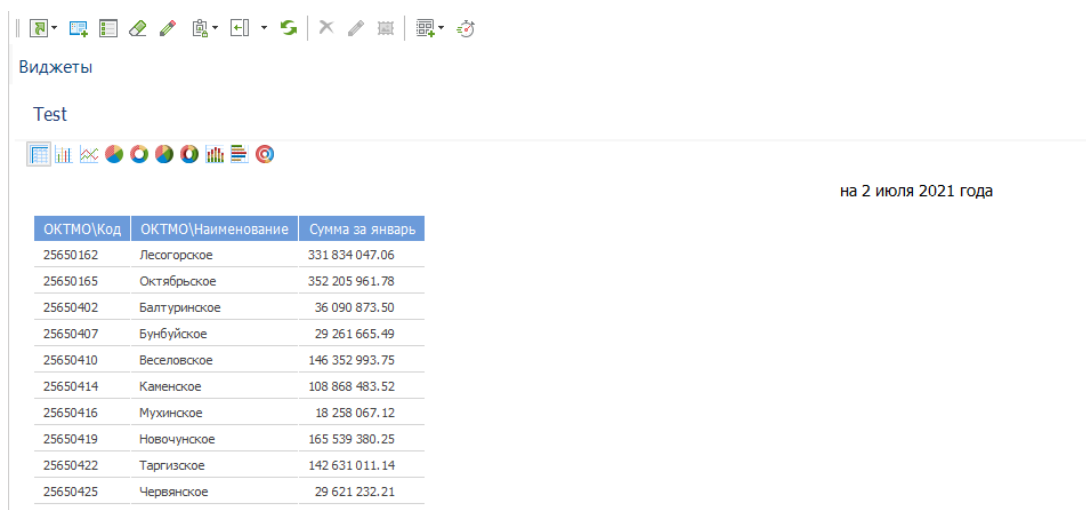 Виджеты
Test
на 2 июля 2021 года
ОКТМО\Код ОКТМО\Наименование Сумма за январь
25650162 Лесогорское 331 834 047.06
25650165 Октябрьское 352 205 961.78
25650402 Балтуринское 36 090 873.50
25650407 Бунбуйское 29 261 665.49
25650410 Веселовское 146 352 993.75
25650414 Каменское 108 868 483.52
25650416 Мухинское 18 258 067.12
25650419 Новочунское 165 539 380.25
25650422 Таргизское 142 631 011.14
25650425 Червянское 29 621 232.21